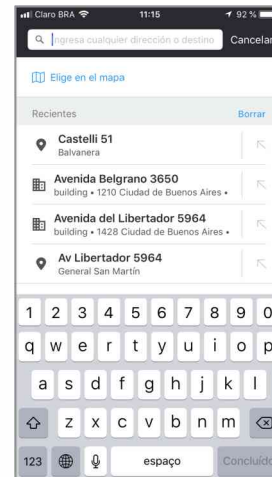 Claro BRA 11:15 92 %
Ingresa cualquier dirección o destino Cancelar
Elige en el mapa
Recientes Borrar
Castelli 51
Balvanera
Avenida Belgrano 3650
building • 1210 Ciudad de Buenos Aires •
Avenida del Libertador 5964
building • 1428 Ciudad de Buenos Aires •
Av Libertador 5964
General San Martín
1 2 3 4 5 6 7 8 9 0
q w e r t y u i o p
a s d f g h j k l
z x c v b n m
123 espaço Concluído